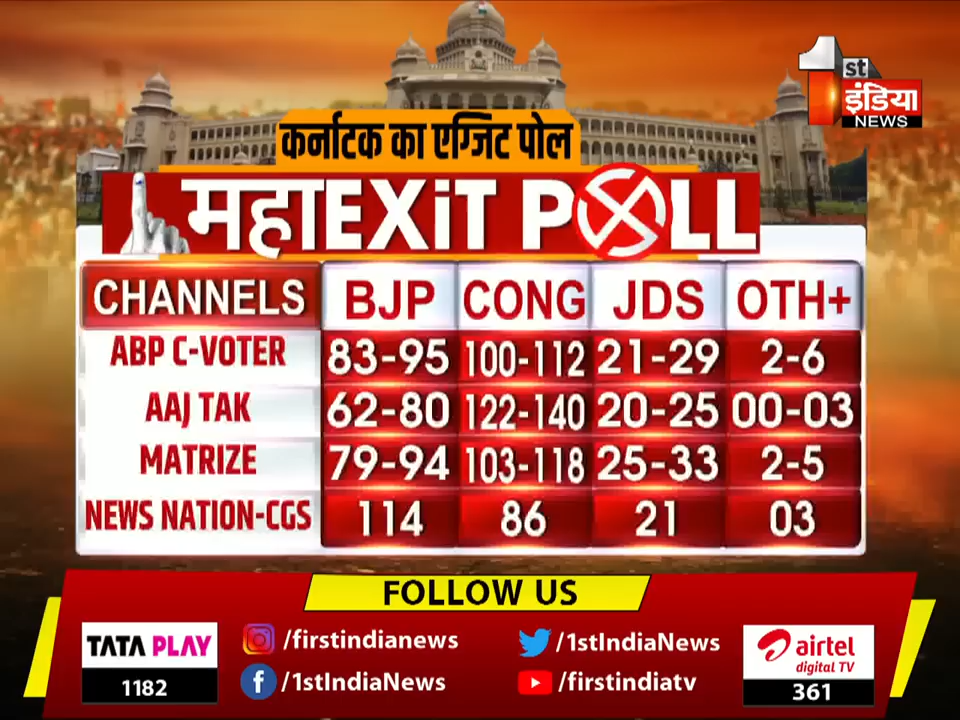 1st
इंडिया
NEWS
कर्नाटक का एग्जिट पोल
महाEXiT POLL
CHANNELS BJP CONG JDS OTH+
ABP C-VOTER 83-95 100-112 21-29 2-6
AAJ TAK 62-80 122-140 20-25 00-03
MATRIZE 79-94 103-118 25-33 2-5
NEWS NATION-CGS 114 86 21 03
FOLLOW US
TATA PLAY
1182
/firstindianews
/1stIndiaNews
/1stIndiaNews
/firstindiatv
airtel
digital TV
361